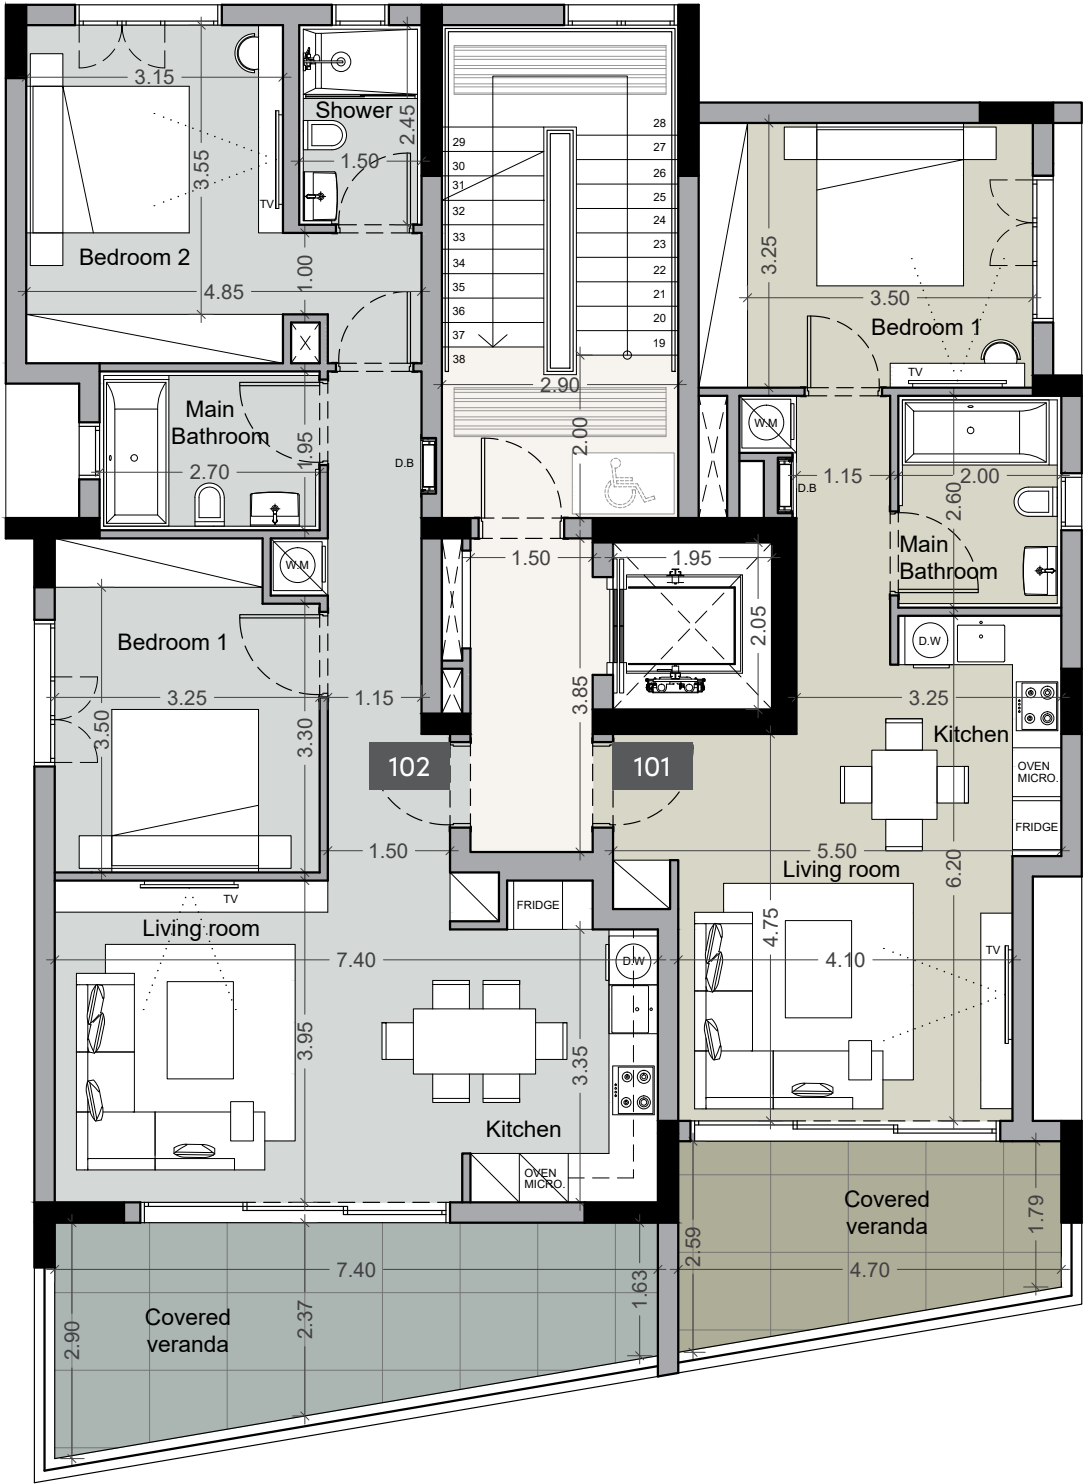 3.15
Shower
2.45
3.55
1.50
TV
Bedroom 2
1.00
4.85
X
29
30
31
32
33
34
35
36
37
38
28
27
26
25
24
23
22
21
20
19
2.90
2.00
3.25
3.50
Bedroom 1
TV
Main
Bathroom
1.95
2.70
D.B
W.M
D.B
1.15
2.00
2.60
Main
Bathroom
1.50
1.95
2.05
W.M
Bedroom 1
3.25
1.15
3.50
3.30
3.85
D.W
3.25
Kitchen
OVEN
MICRO.
FRIDGE
102
101
1.50
5.50
6.20
Living room
4.75
4.10
TV
TV
Living room
FRIDGE
7.40
D.W
3.95
3.35
Kitchen
OVEN
MICRO.
Covered
veranda
1.79
2.59
4.70
7.40
1.63
2.37
2.90
Covered
veranda